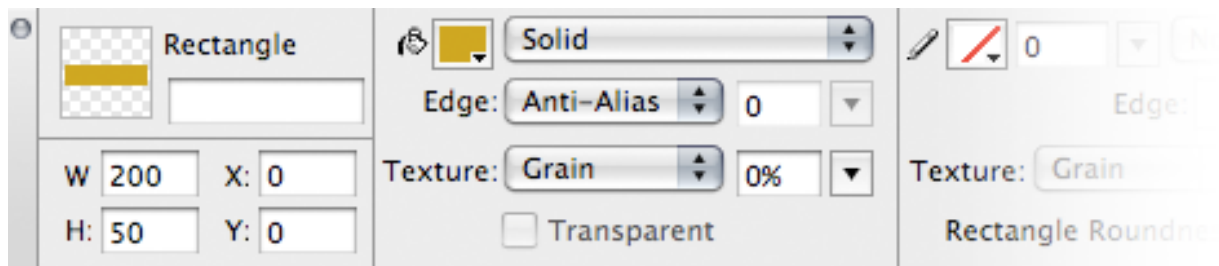 Rectangle
W 200 X: 0
H: 50 Y: 0
Solid
Edge: Anti-Alias 0
Texture: Grain 0%
Transparent
0
Edge:
Texture: Grain
Rectangle